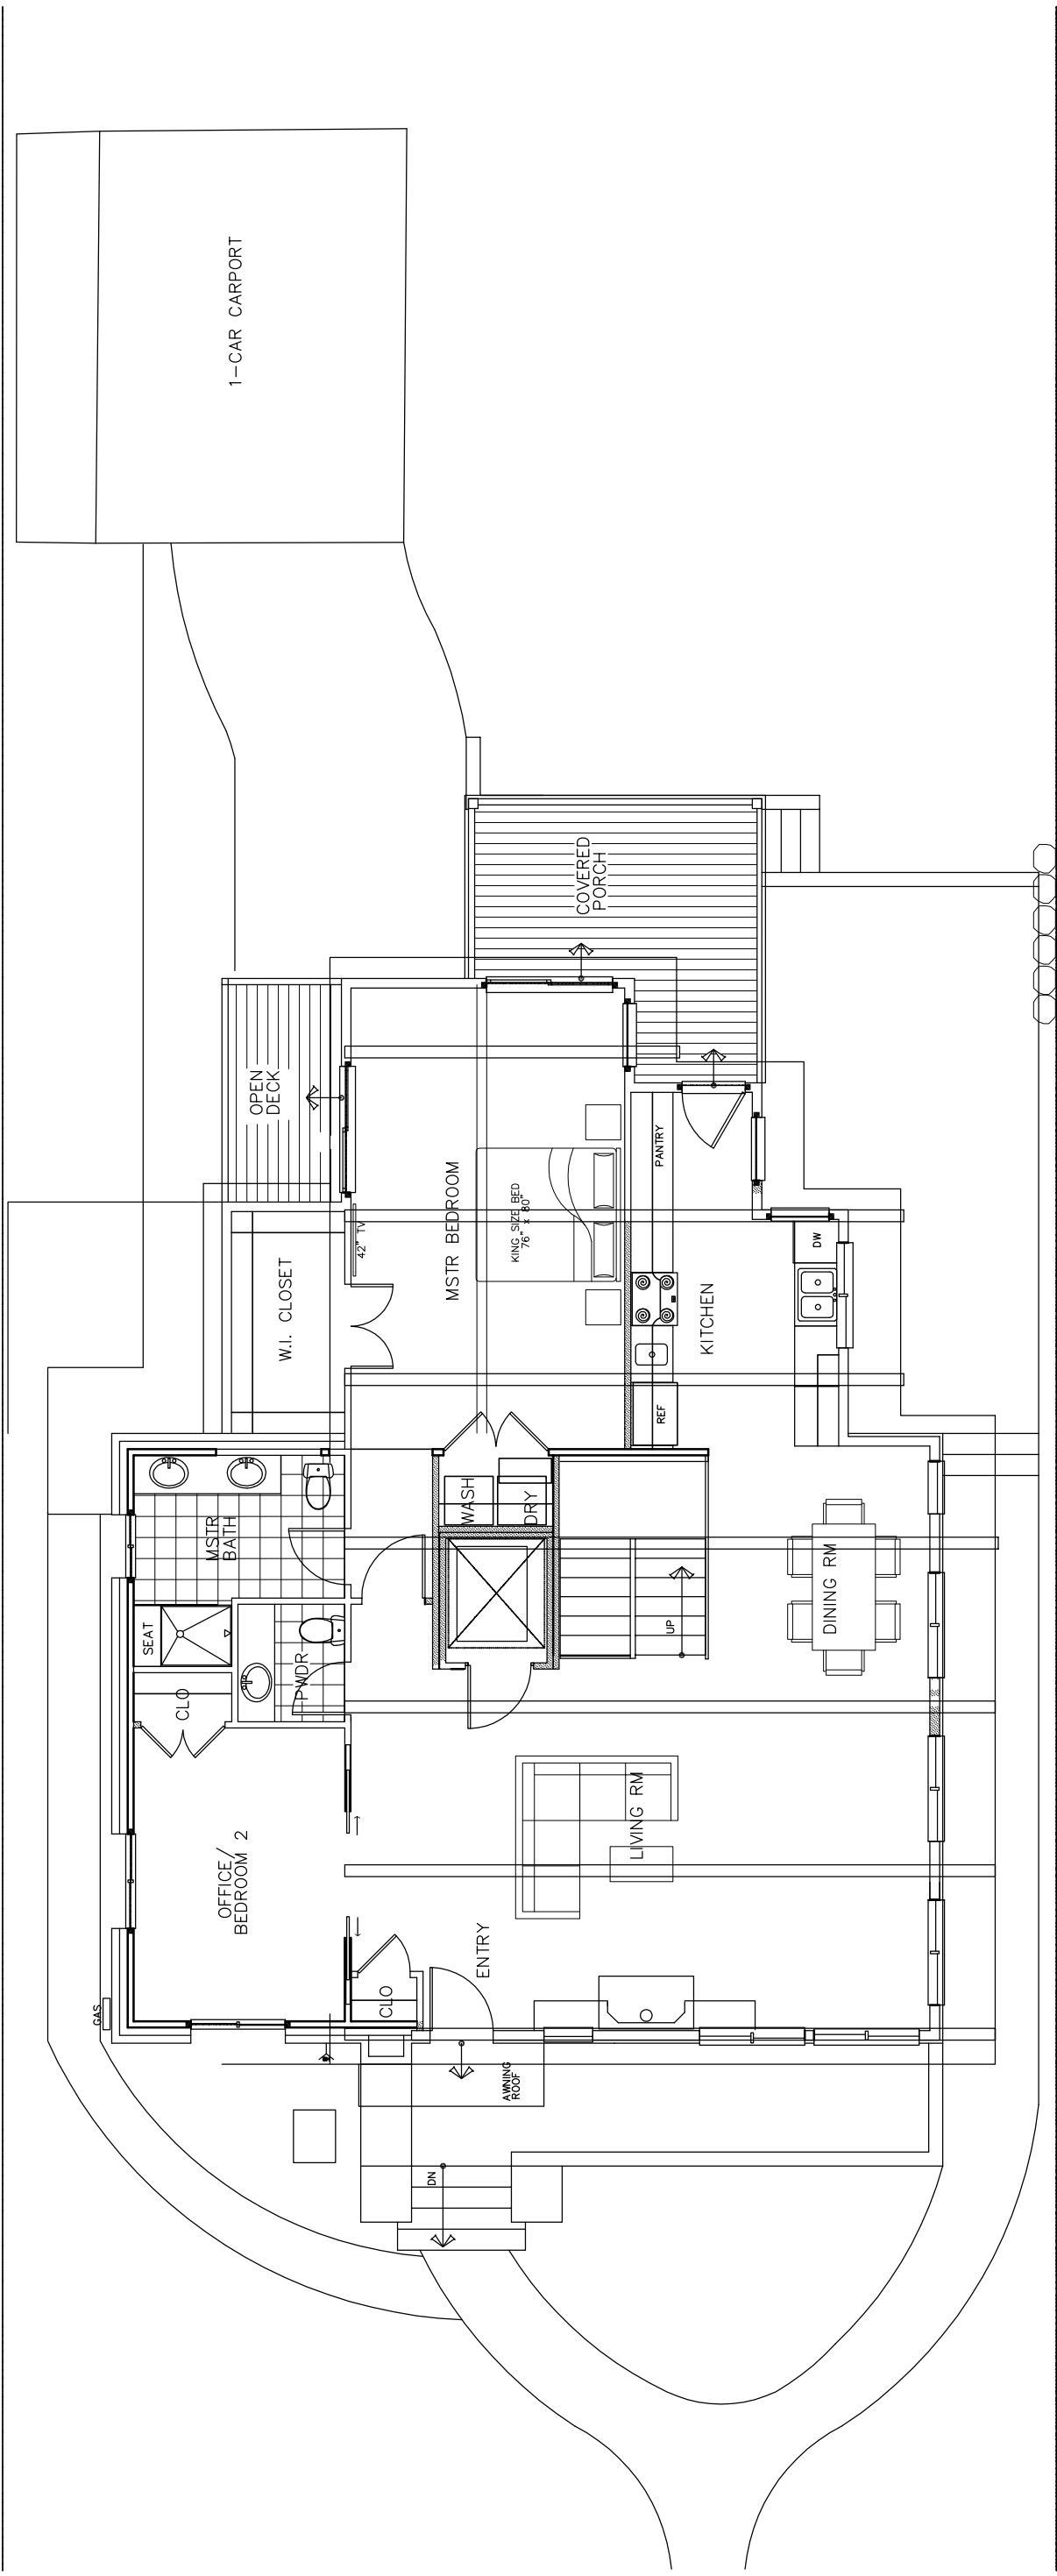 1-CAR CARPORT
COVERED
PORCH
OPEN
DECK
PANTRY
MSTR BEDROOM
KING SIZE BED
76" x 80"
42" TV
DW
W.I. CLOSET
KITCHEN
REF
WASH
DRY
MSTR
BATH
DINING RM
UP
SEAT
PWDR
CLO
LIVING RM
OFFICE/
BEDROOM 2
ENTRY
CLO
GAS
AWNING
ROOF
DN